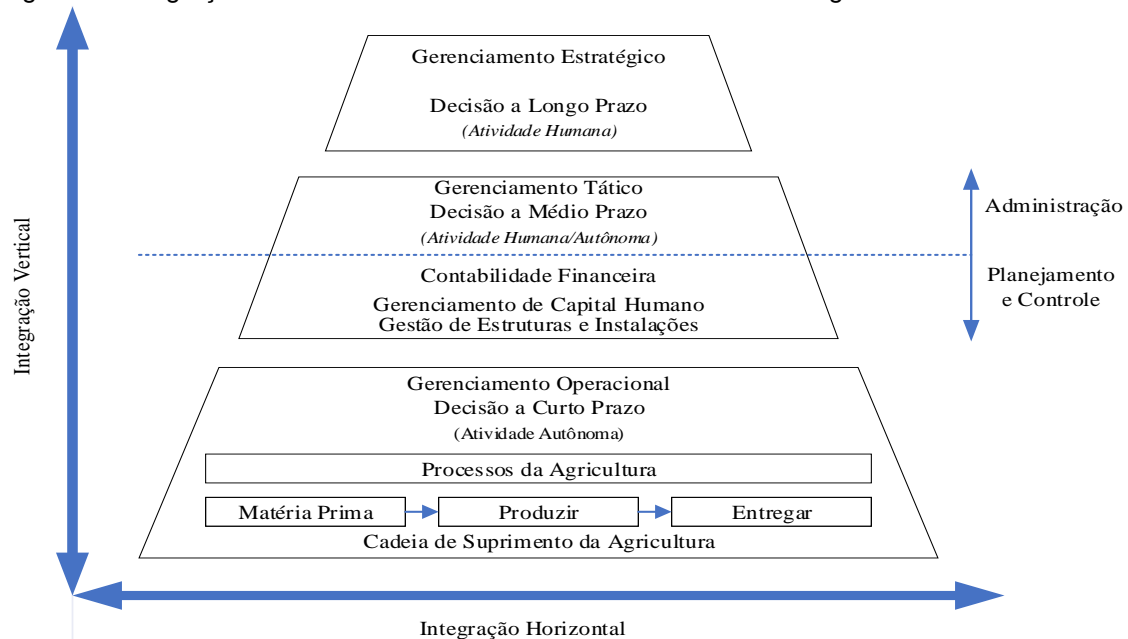 Gerenciamento Estratégico
Decisão a Longo Prazo
(Atividade Humana)
Gerenciamento Tático
Decisão a Médio Prazo
(Atividade Humana/Autônoma)
Administração
Contabilidade Financeira
Gerenciamento de Capital Humano
Gestão de Estruturas e Instalações
Planejamento
e Controle
Integração Vertical
Gerenciamento Operacional
Decisão a Curto Prazo
(Atividade Autônoma)
Processos da Agricultura
Matéria Prima
Produzir
Entregar
Cadeia de Suprimento da Agricultura
Integração Horizontal